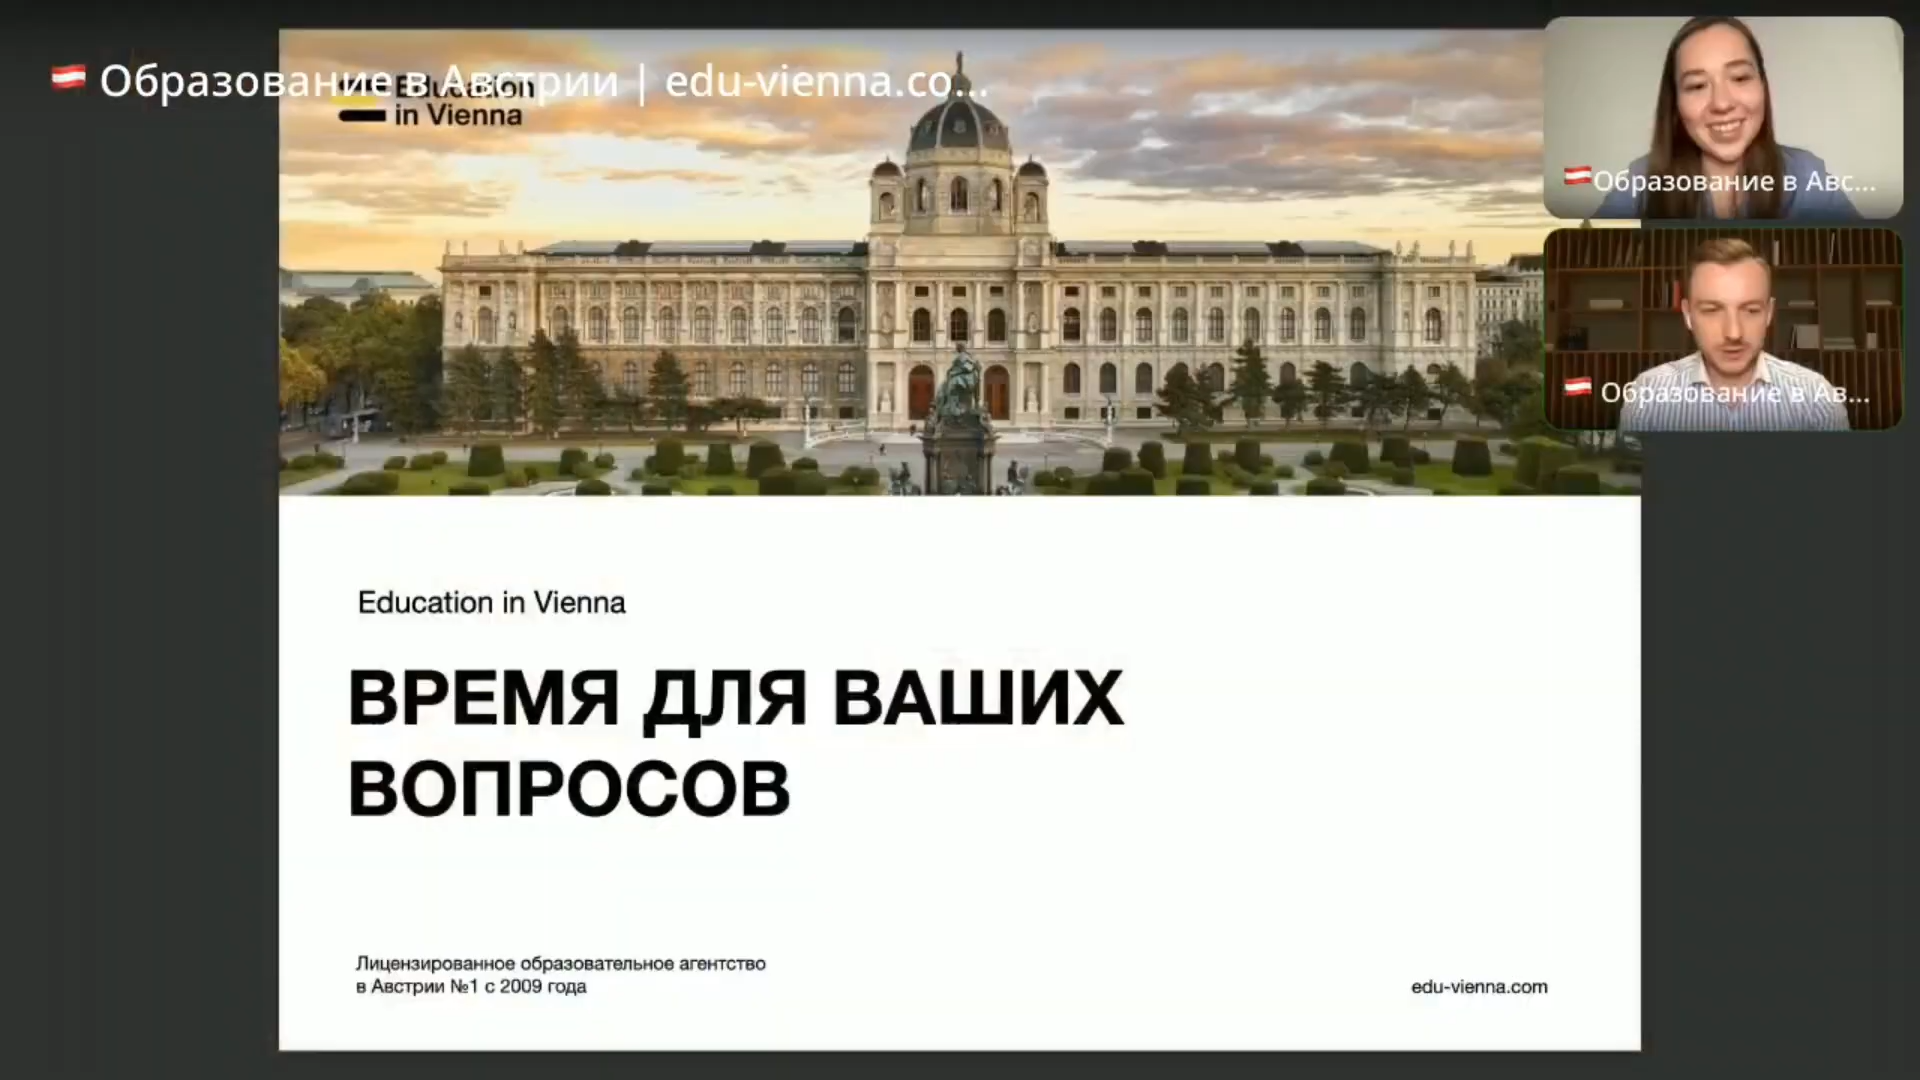 Образование в Австрии | edu-vienna.co...
Education
in Vienna
Образование в Авс...
Образование в Ав...
Education in Vienna
ВРЕМЯ ДЛЯ ВАШИХ
ВОПРОСОВ
Лицензированное образовательное агентство
в Австрии №1 с 2009 года
edu-vienna.com